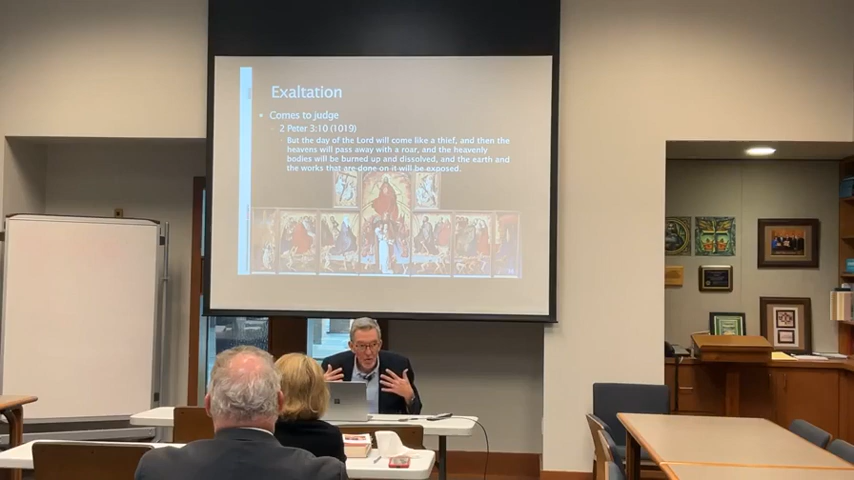 Exaltation
Comes to judge
2 Peter 3:10 (1019)
But the day of the Lord will come like a thief, and then the
heavens will pass away with a roar, and the heavenly
bodies will be burned up and dissolved, and the earth and
the works that are done on it will be exposed.